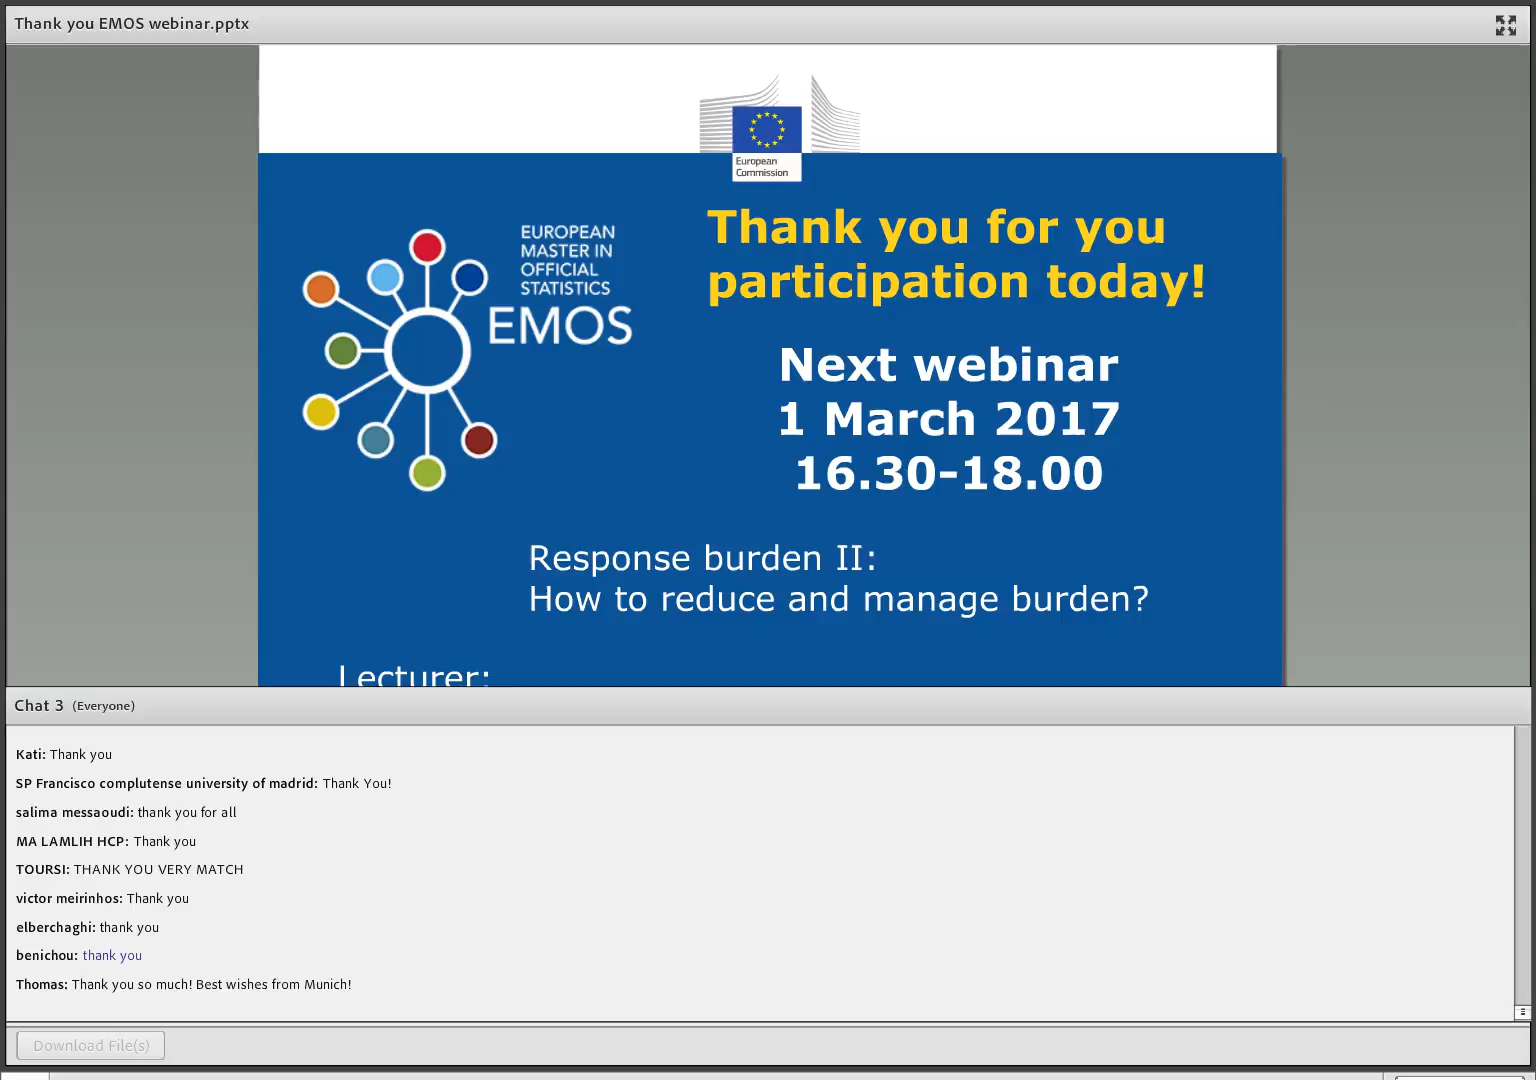 Thank you EMOS webinar.pptx
European
Commission
EUROPEAN
MASTER IN
OFFICIAL
STATISTICS
EMOS
Thank you for you
participation today!
Next webinar
1 March 2017
16.30-18.00
Response burden II:
How to reduce and manage burden?
Lecturer:
Chat 3 (Everyone)
Kati: Thank you
SP Francisco complutense university of madrid: Thank You!
salima messaoudi: thank you for all
MA LAMLIH HCP: Thank you
TOURSI: THANK YOU VERY MATCH
victor meirinhos: Thank you
elberchaghi: thank you
benichou: thank you
Thomas: Thank you so much! Best wishes from Munich!
Download File(s)